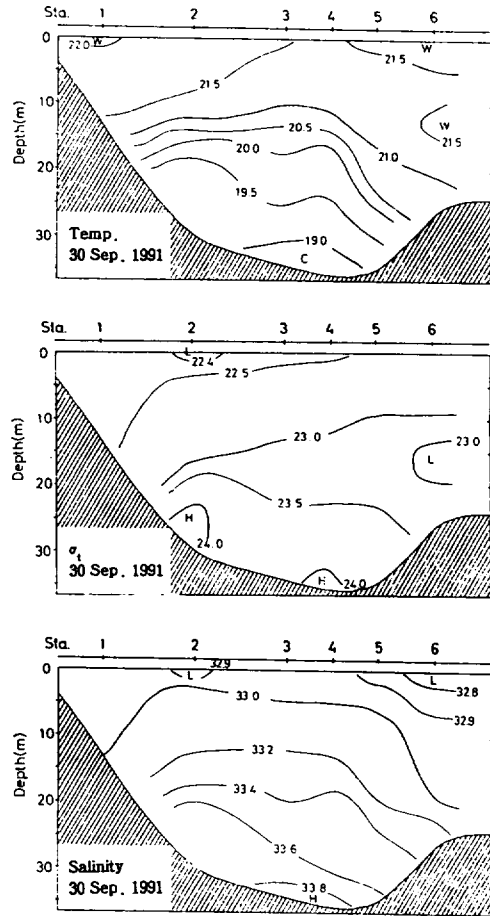 Sta. 1 2 3 4 5 6
0
10
20
30
Depth(m)
22.0 W
W
21.5
21.5
W
21.5
20.5
20.0
21.0
19.5
19.0
C
Temp.
30 Sep. 1991
Sta. 1 2 3 4 5 6
0
10
20
30
Depth(m)
L
22.4
22.5
23.0
23.0
L
23.5
H
24.0
H
24.0
σt
30 Sep. 1991
Sta. 1 2 3 4 5 6
0
10
20
30
Depth(m)
32.9
L
L
32.8
33.0
32.9
33.2
33.4
33.6
33.8
H
Salinity
30 Sep. 1991